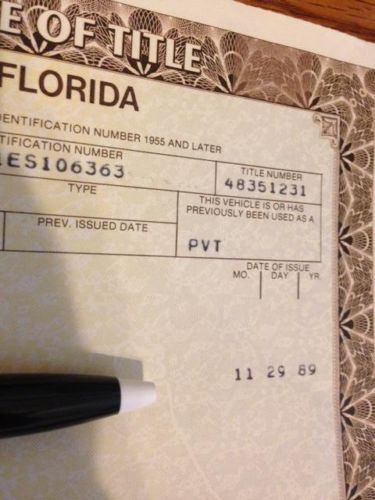 E OF TITLE
FLORIDA
IDENTIFICATION NUMBER 1955 AND LATER
TIFICATION NUMBER
ES106363
TITLE NUMBER
48351231
TYPE
THIS VEHICLE IS OR HAS
PREVIOUSLY BEEN USED AS A
PREV. ISSUED DATE
PVT
DATE OF ISSUE
MO. DAY YR.
11 29 89